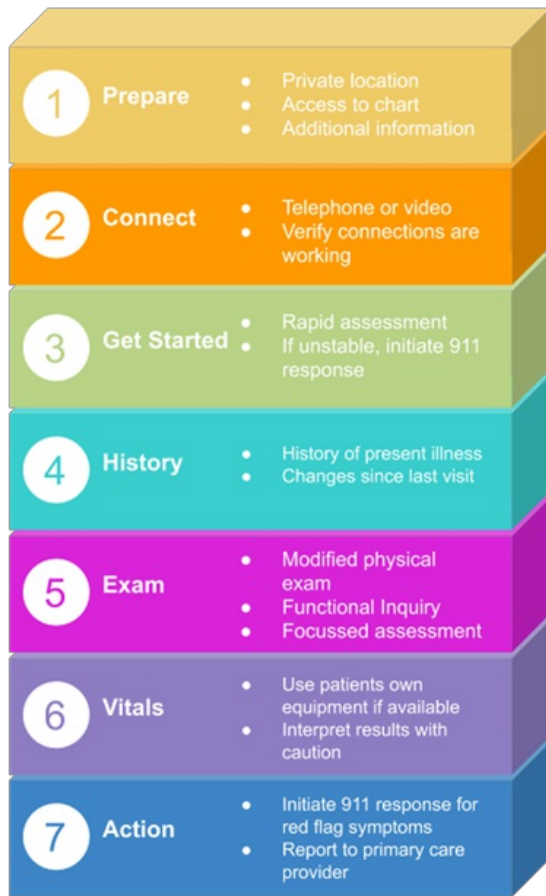 1 Prepare
• Private location
• Access to chart
• Additional information
2 Connect
• Telephone or video
• Verify connections are
working
3 Get Started
• Rapid assessment
• If unstable, initiate 911
response
4 History
• History of present illness
• Changes since last visit
5 Exam
• Modified physical
exam
• Functional Inquiry
• Focussed assessment
6 Vitals
• Use patients own
equipment if available
• Interpret results with
caution
7 Action
• Initiate 911 response for
red flag symptoms
• Report to primary care
provider